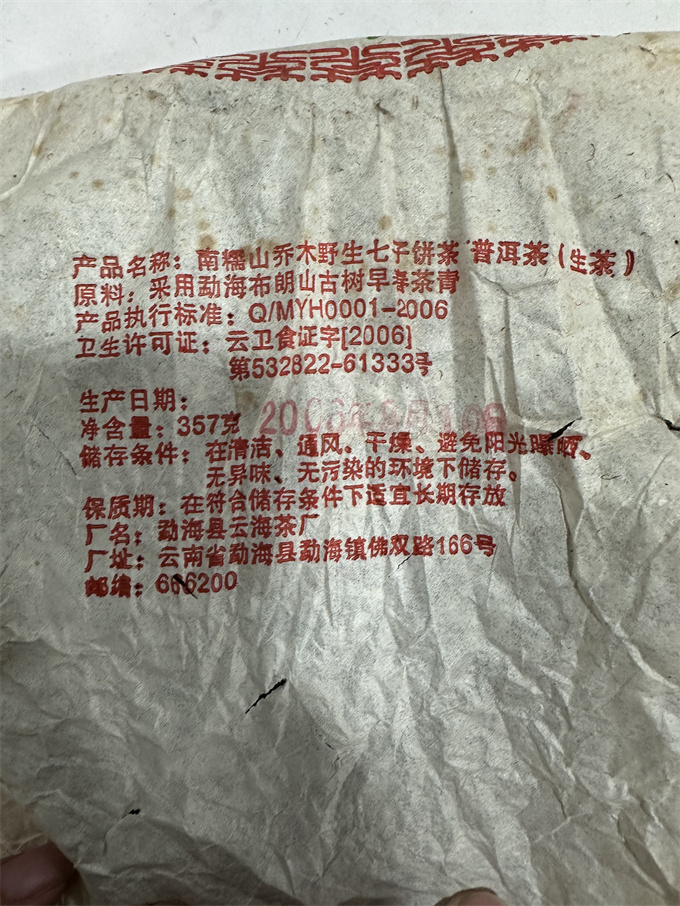 产品名称：南糯山乔木野生七子饼茶 普洱茶（生茶）
原料：采用勐海布朗山古树早春茶青
产品执行标准：Q/MYH0001-2006
卫生许可证：云卫食证字[2006]
第532822-61333号
生产日期：
净含量：357克
储存条件：在清洁、通风、干燥、避免阳光曝晒。
无异味、无污染的环境下储存。
保质期：在符合储存条件下适宜长期存放
厂名：勐海县云海茶厂
厂址：云南省勐海县勐海镇佛双路166号
邮编：666200